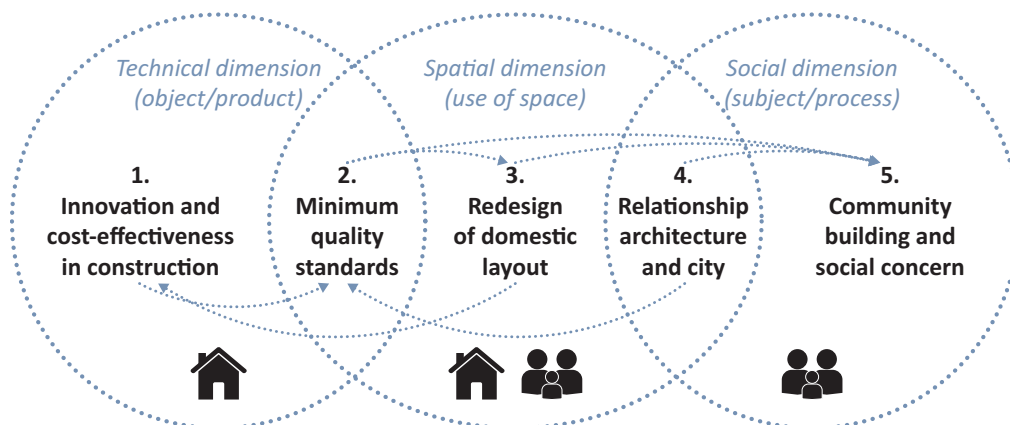 Technical dimension
(object/product)
Spatial dimension
(use of space)
Social dimension
(subject/process)
1.
Innovation and
cost-effectiveness
in construction
2.
Minimum
quality
standards
3.
Redesign
of domestic
layout
4.
Relationship
architecture
and city
5.
Community
building and
social concern